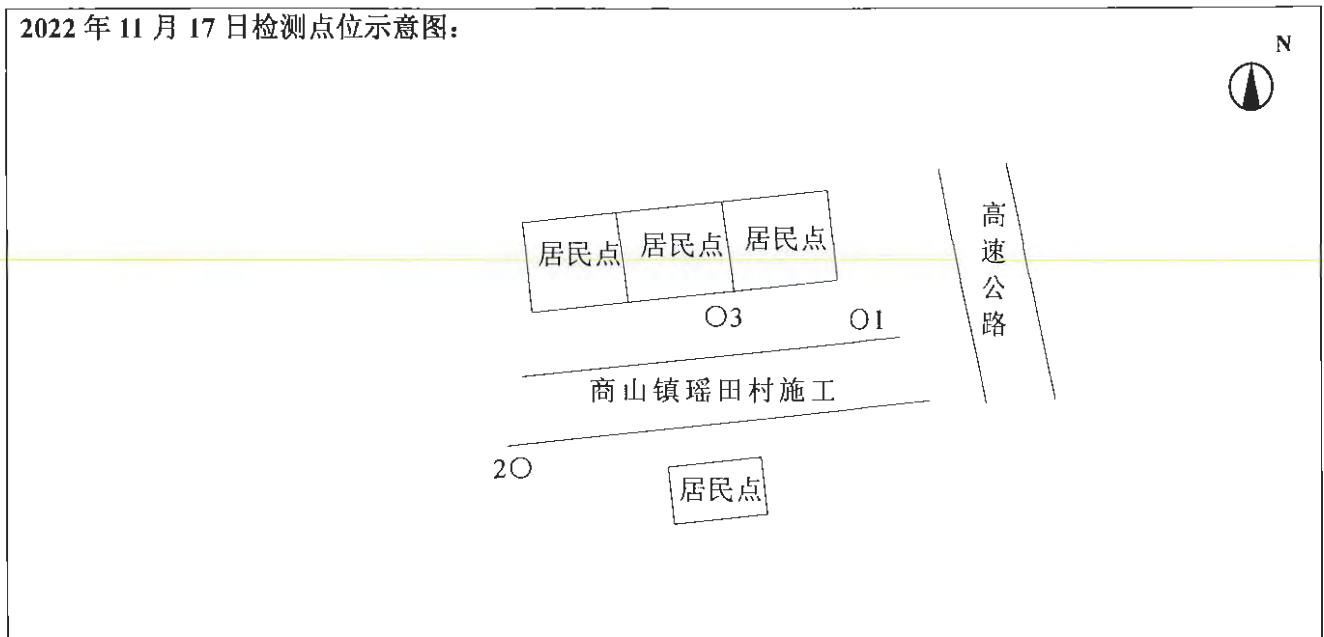 2022 年 11 月 17 日检测点位示意图：
N
高速公路
居民点 居民点 居民点
○3 ○1
商山镇瑶田村施工
2○
居民点